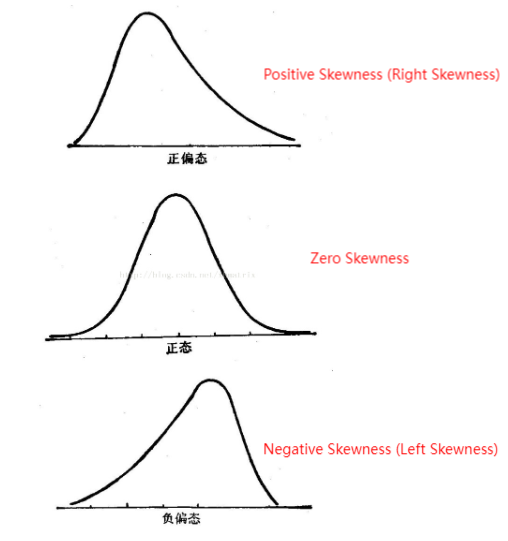 Positive Skewness (Right Skewness)
正偏态
Zero Skewness
正态
Negative Skewness (Left Skewness)
负偏态